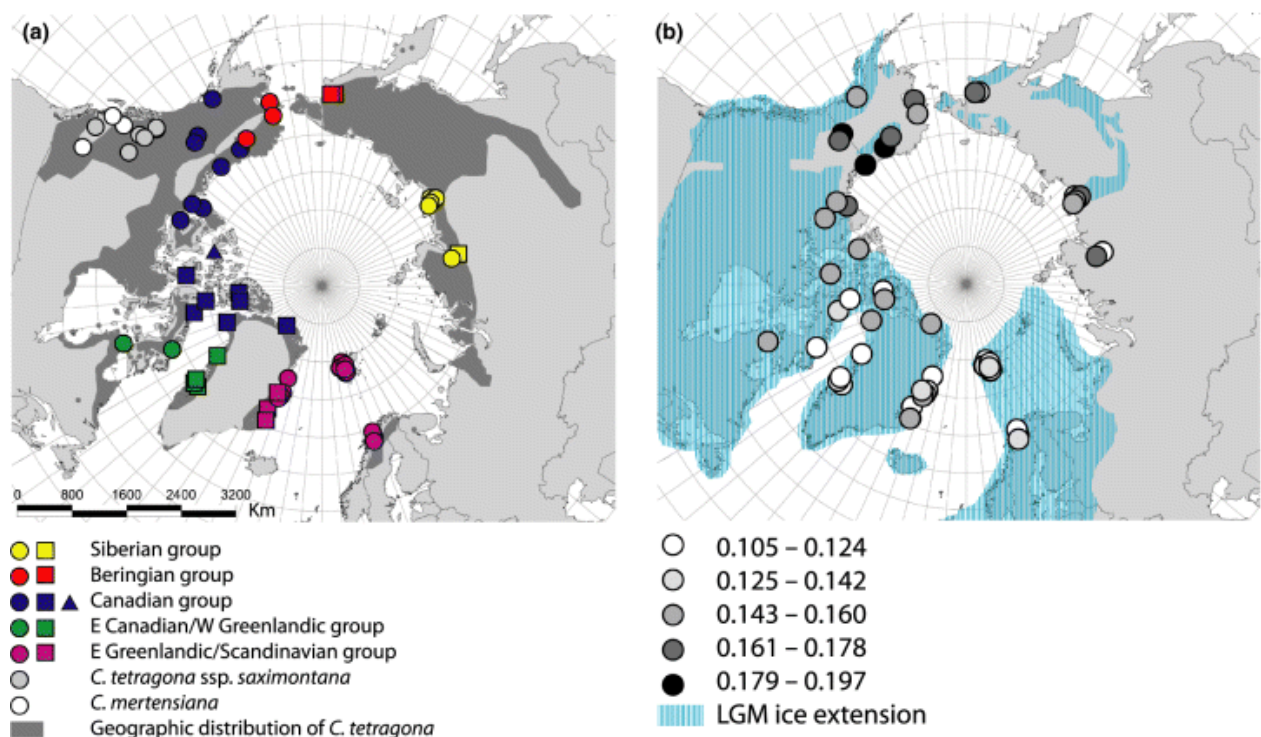 (a)
(b)
0 800 1600 2400 3200
Km
Siberian group
Beringian group
Canadian group
E Canadian/W Greenlandic group
E Greenlandic/Scandinavian group
C. tetragona ssp. saximontana
C. mertensiana
Geographic distribution of C. tetragona
0.105 – 0.124
0.125 – 0.142
0.143 – 0.160
0.161 – 0.178
0.179 – 0.197
LGM ice extension